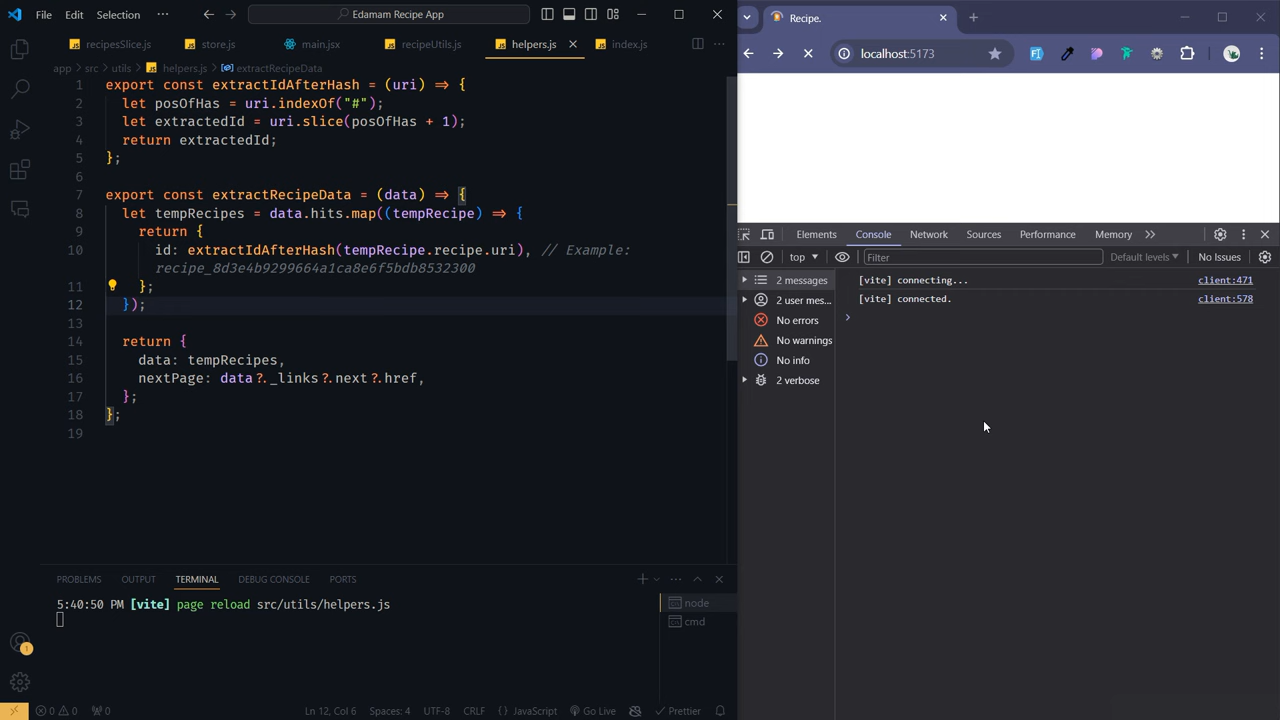 File Edit Selection ··· Edamam Recipe App
recipesSlice.js store.js main.jsx recipeUtils.js helpers.js index.js
app > src > utils > helpers.js > extractRecipeData
1 export const extractIdAfterHash = (uri) => {
2 let posOfHas = uri.indexOf("#");
3 let extractedId = uri.slice(posOfHas + 1);
4 return extractedId;
5 };
6
7 export const extractRecipeData = (data) => {
8 let tempRecipes = data.hits.map((tempRecipe) => {
9 return {
10 id: extractIdAfterHash(tempRecipe.recipe.uri), // Example:
recipe_8d3e4b9299664a1ca8e6f5bdb8532300
11 };
12 });
13
14 return {
15 data: tempRecipes,
16 nextPage: data?._links?.next?.href,
17 };
18 };
19
PROBLEMS OUTPUT TERMINAL DEBUG CONSOLE PORTS
5:40:50 PM [vite] page reload src/utils/helpers.js
node
cmd
1
0 0 0 Ln 12, Col 6 Spaces: 4 UTF-8 CRLF {} JavaScript Go Live Prettier
Recipe.
localhost:5173
Elements Console Network Sources Performance Memory
top Filter Default levels No Issues
2 messages
2 user mes...
No errors
No warnings
No info
2 verbose
[vite] connecting... client:471
[vite] connected. client:578